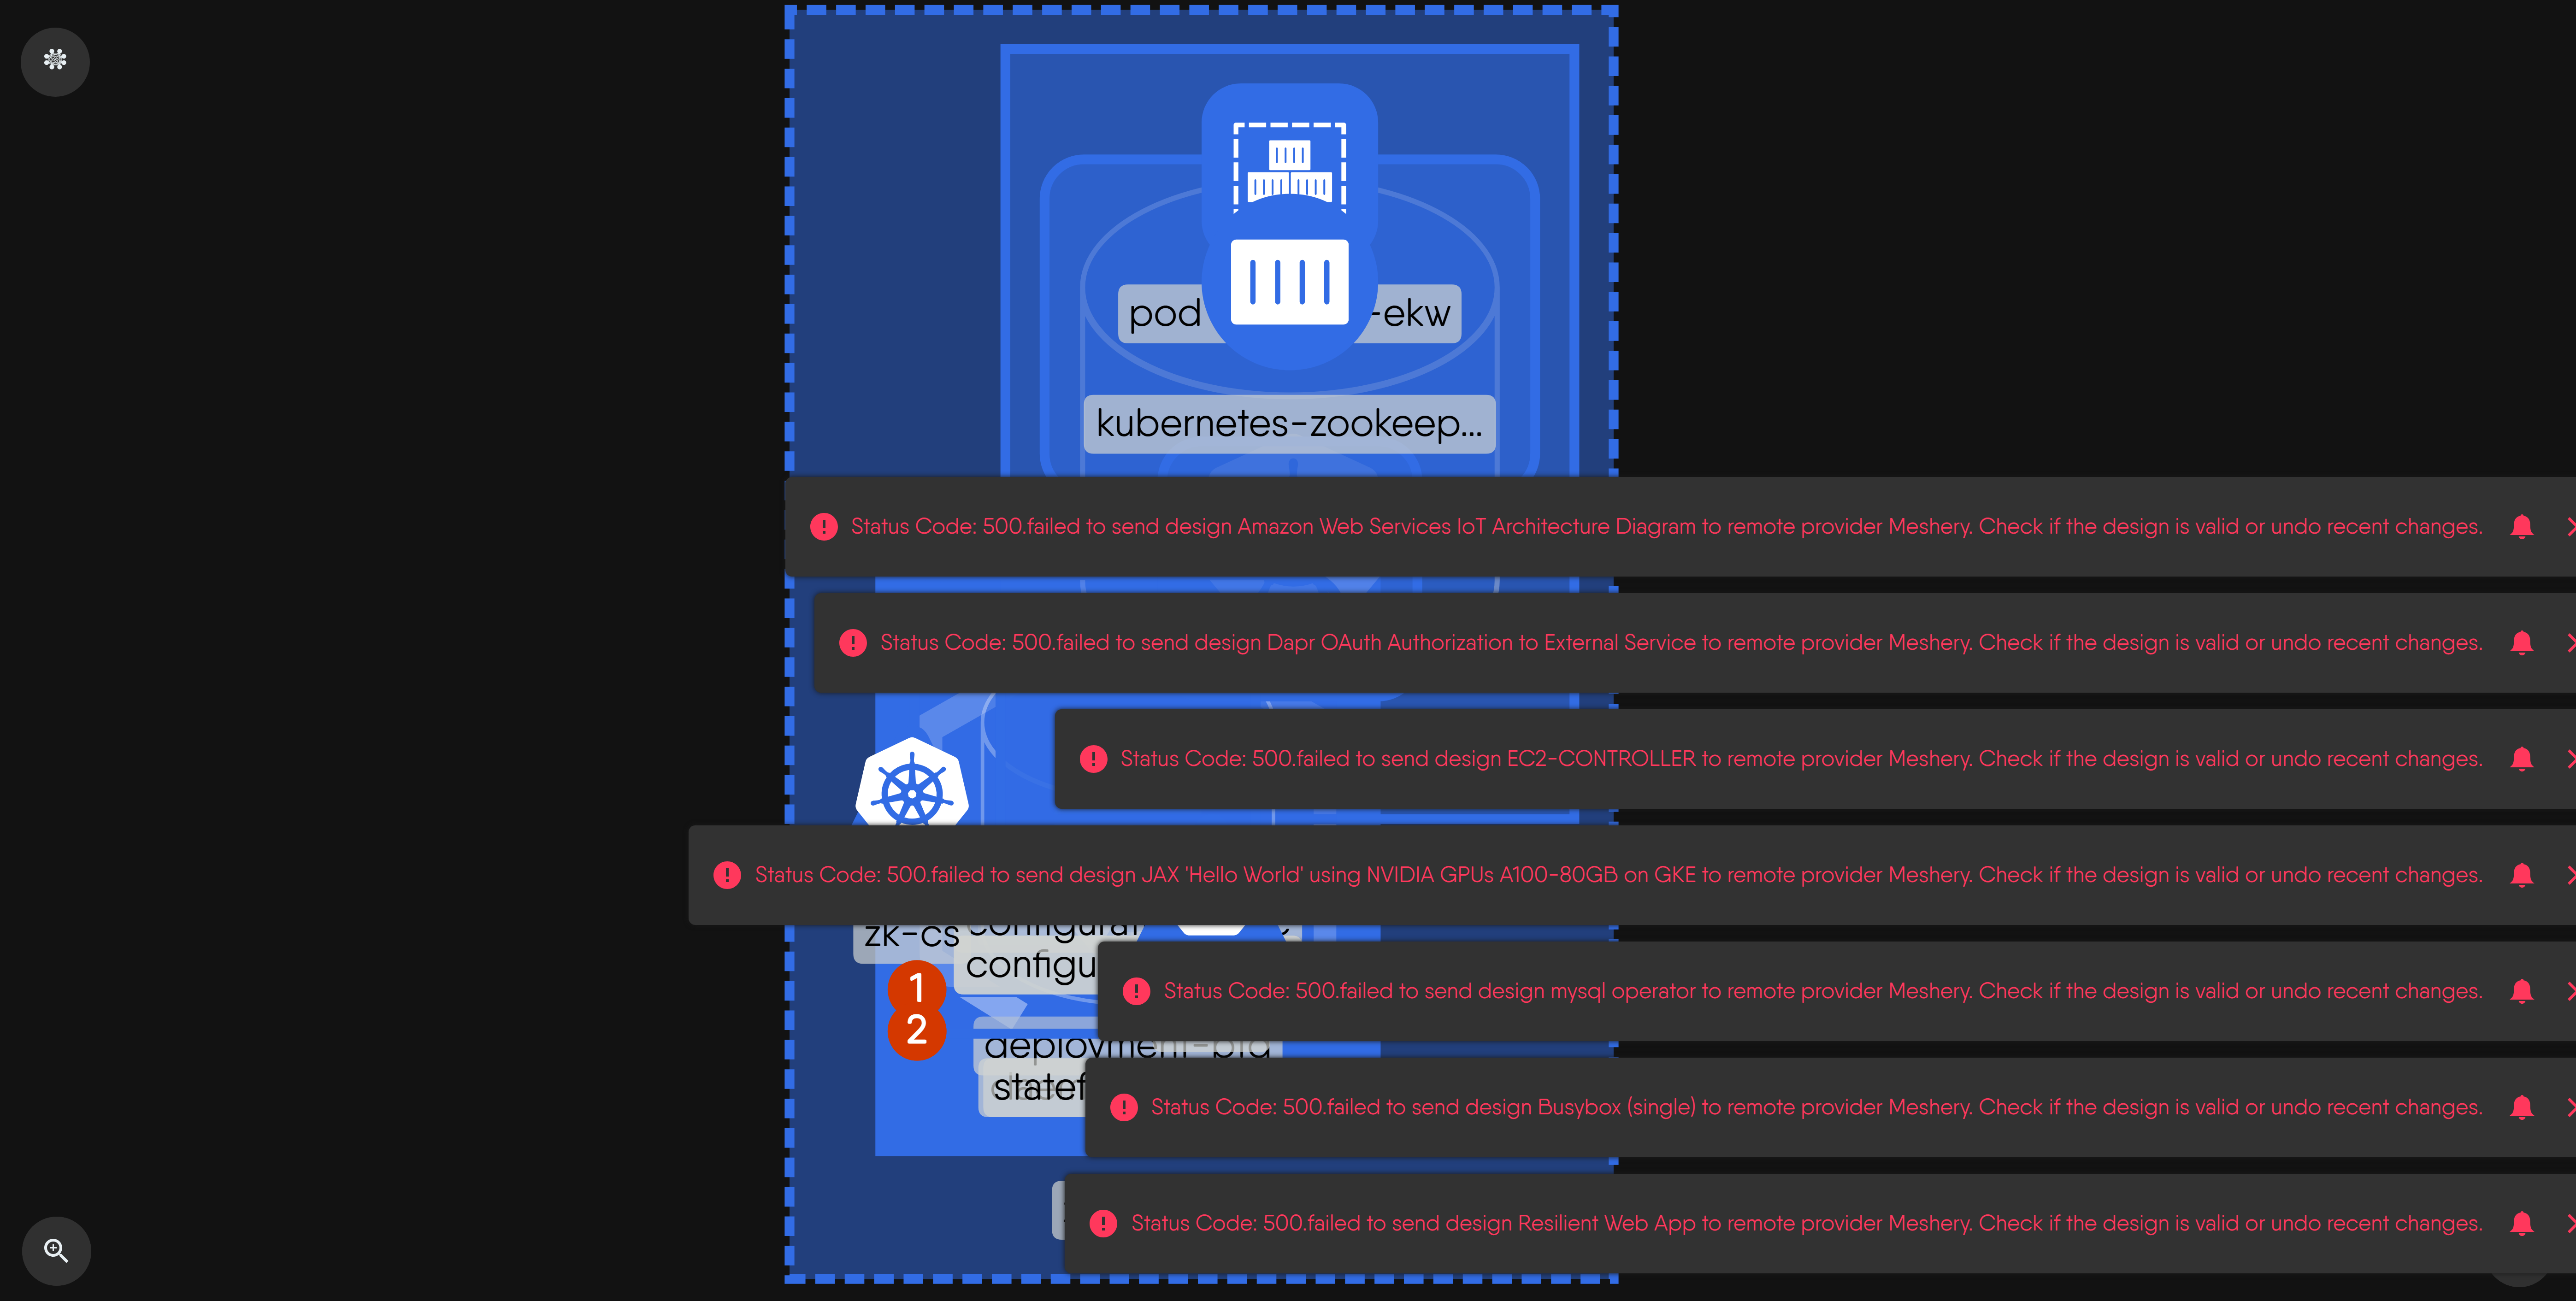 pod -ekw
kubernetes-zookeep...
Status Code: 500.failed to send design Amazon Web Services IoT Architecture Diagram to remote provider Meshery. Check if the design is valid or undo recent changes.
Status Code: 500.failed to send design Dapr OAuth Authorization to External Service to remote provider Meshery. Check if the design is valid or undo recent changes.
Status Code: 500.failed to send design EC2-CONTROLLER to remote provider Meshery. Check if the design is valid or undo recent changes.
Status Code: 500.failed to send design JAX 'Hello World' using NVIDIA GPUs A100-80GB on GKE to remote provider Meshery. Check if the design is valid or undo recent changes.
zk-cs
configu
Status Code: 500.failed to send design mysql operator to remote provider Meshery. Check if the design is valid or undo recent changes.
1
2
statef
Status Code: 500.failed to send design Busybox (single) to remote provider Meshery. Check if the design is valid or undo recent changes.
Status Code: 500.failed to send design Resilient Web App to remote provider Meshery. Check if the design is valid or undo recent changes.